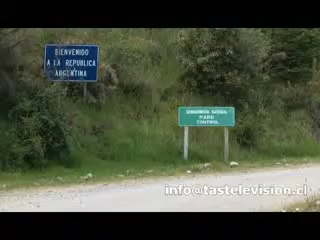 BIENVENIDO
A LA REPUBLICA
ARGENTINA
PARE
CONTROL
info@tastelevision.cl